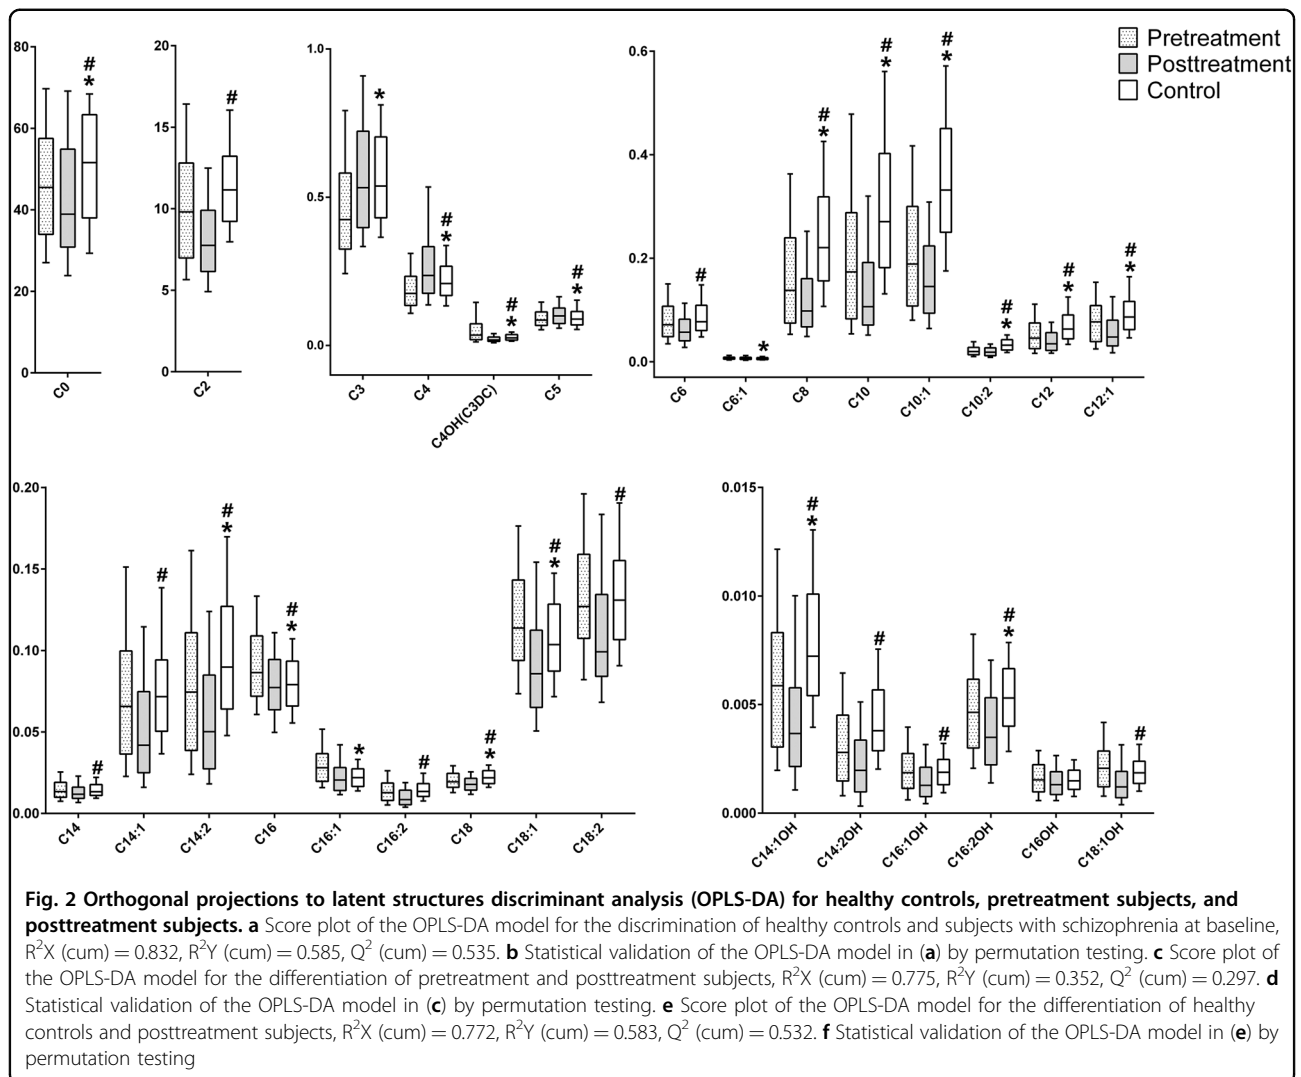 Pretreatment
Posttreatment
Control
80
60
40
20
0
#
*
C0
20
15
10
5
0
#
C2
1.0
0.5
0.0
*
#
*
#
*
#
*
C3
C4
C4OH(C3DC)
C5
0.6
0.4
0.2
0.0
#
*
#
*
#
*
#
*
#
*
#
*
#
*
C6
C6:1
C8
C10
C10:1
C10:2
C12
C12:1
0.20
0.15
0.10
0.05
0.00
#
#
#
*
#
*
*
#
#
*
#
*
#
C14
C14:1
C14:2
C16
C16:1
C16:2
C18
C18:1
C18:2
0.015
0.010
0.005
0.000
#
*
#
#
#
*
#
C14:1OH
C14:2OH
C16:1OH
C16:2OH
C16OH
C18:1OH
Fig. 2 Orthogonal projections to latent structures discriminant analysis (OPLS-DA) for healthy controls, pretreatment subjects, and
posttreatment subjects. a Score plot of the OPLS-DA model for the discrimination of healthy controls and subjects with schizophrenia at baseline,
R²X (cum) = 0.832, R²Y (cum) = 0.585, Q² (cum) = 0.535. b Statistical validation of the OPLS-DA model in (a) by permutation testing. c Score plot of
the OPLS-DA model for the differentiation of pretreatment and posttreatment subjects, R²X (cum) = 0.775, R²Y (cum) = 0.352, Q² (cum) = 0.297. d
Statistical validation of the OPLS-DA model in (c) by permutation testing. e Score plot of the OPLS-DA model for the differentiation of healthy
controls and posttreatment subjects, R²X (cum) = 0.772, R²Y (cum) = 0.583, Q² (cum) = 0.532. f Statistical validation of the OPLS-DA model in (e) by
permutation testing